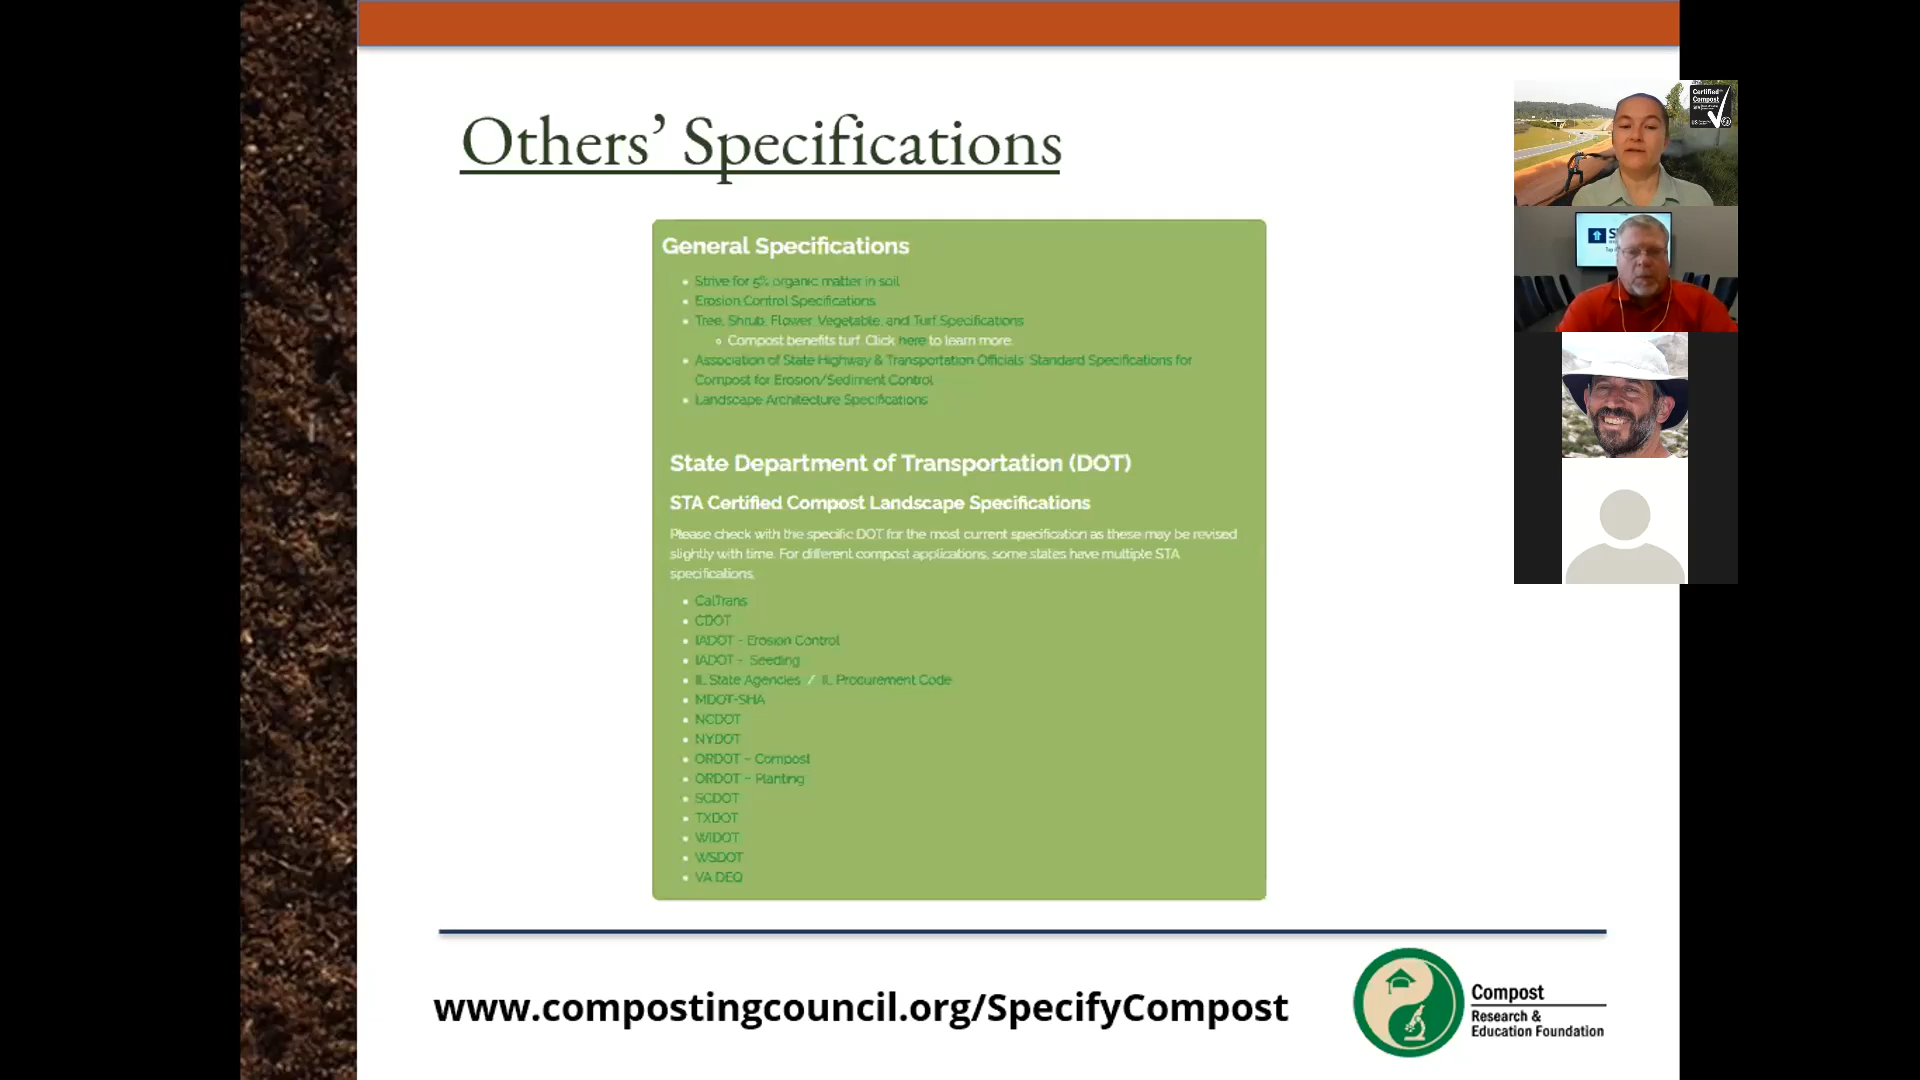 Others’ Specifications
General Specifications
Strive for 5% organic matter in soil
Erosion Control Specifications
Tree, Shrub, Flower, Vegetable, and Turf Specifications
Compost benefits turf. Click here to learn more.
Association of State Highway & Transportation Officials' Standard Specifications for
Compost for Erosion/Sediment Control
Landscape Architecture Specifications
State Department of Transportation (DOT)
STA Certified Compost Landscape Specifications
Please check with the specific DOT for the most current specification as these may be revised
slightly with time. For different compost applications, some states have multiple STA
specifications.
CalTrans
CDOT
IADOT - Erosion Control
IADOT - Seeding
IL State Agencies / IL Procurement Code
MDOT-SHA
NCDOT
NYDOT
ORDOT – Compost
ORDOT – Planting
SCDOT
TXDOT
WIDOT
WSDOT
VA DEQ
www.compostingcouncil.org/SpecifyCompost
Compost
Research &
Education Foundation
Certified
Compost